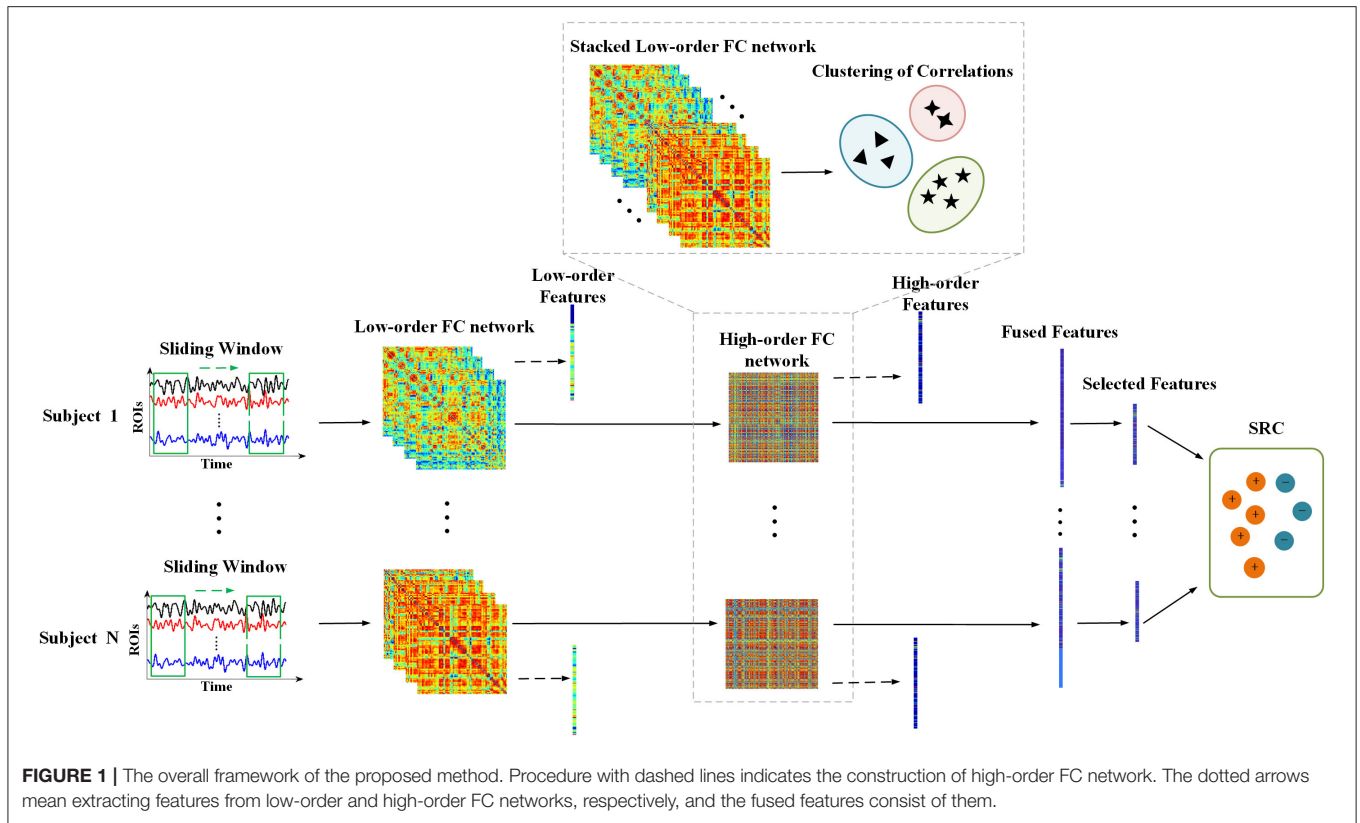 Stacked Low-order FC network
Clustering of Correlations
Low-order
Features
High-order
Features
Low-order FC network
High-order FC
network
Fused Features
Selected Features
Sliding Window
Subject 1
ROIs
Time
SRC
+
+
+
+
+
−
−
−
Sliding Window
Subject N
ROIs
Time
FIGURE 1 | The overall framework of the proposed method. Procedure with dashed lines indicates the construction of high-order FC network. The dotted arrows
mean extracting features from low-order and high-order FC networks, respectively, and the fused features consist of them.